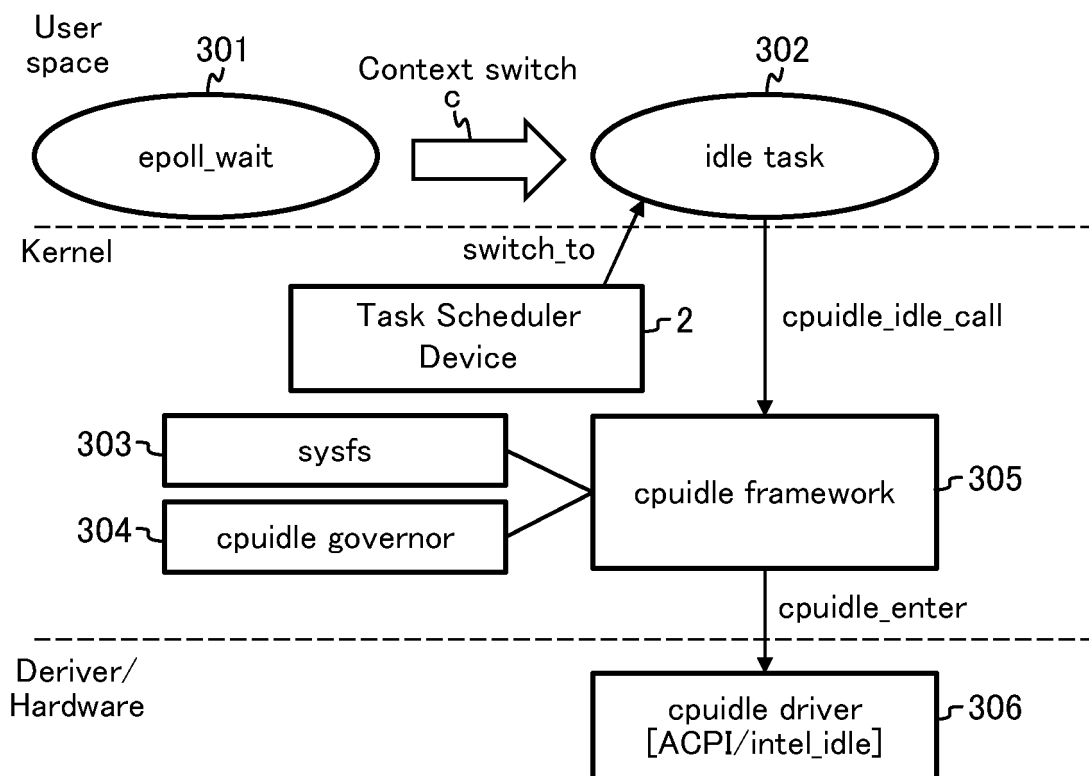 User
space
301
Context switch
c
302
epoll_wait
idle task
Kernel
switch_to
Task Scheduler
Device
2
cpuidle_idle_call
303
sysfs
304
cpuidle governor
cpuidle framework
305
cpuidle_enter
Deriver/
Hardware
cpuidle driver
[ACPI/intel_idle]
306